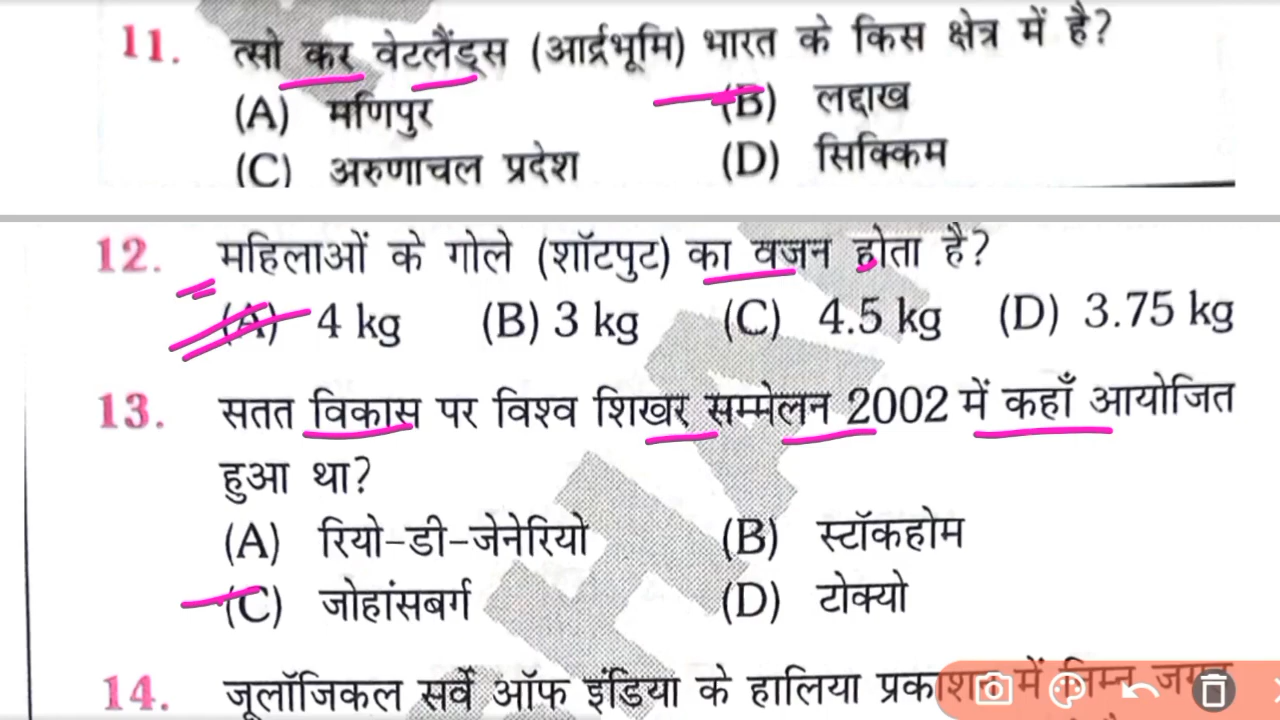 11. त्सो कर वेटलैंड्स (आर्द्रभूमि) भारत के किस क्षेत्र में है?
(A) मणिपुर (B) लद्दाख
(C) अरुणाचल प्रदेश (D) सिक्किम
12. महिलाओं के गोले (शॉटपुट) का वजन होता है?
(A) 4 kg (B) 3 kg (C) 4.5 kg (D) 3.75 kg
13. सतत विकास पर विश्व शिखर सम्मेलन 2002 में कहाँ आयोजित
हुआ था?
(A) रियो-डी-जेनेरियो (B) स्टॉकहोम
(C) जोहांसबर्ग (D) टोक्यो
14. जूलॉजिकल सर्वे ऑफ इंडिया के हालिया प्रकाशन में निम्न